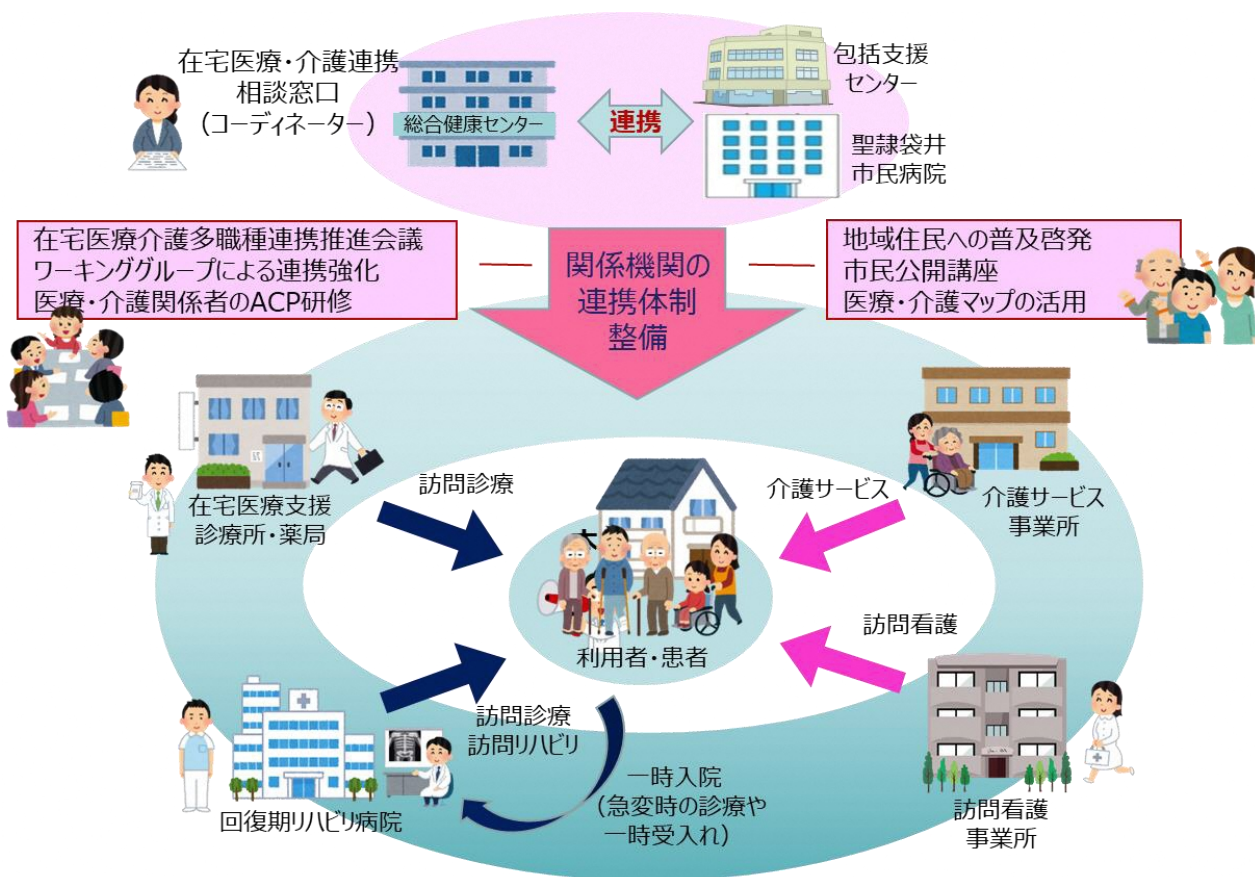 在宅医療・介護連携
相談窓口
（コーディネーター）
総合健康センター
連携
包括支援
センター
聖隷袋井
市民病院
在宅医療介護多職種連携推進会議
ワーキンググループによる連携強化
医療・介護関係者のACP研修
関係機関の
連携体制
整備
地域住民への普及啓発
市民公開講座
医療・介護マップの活用
在宅医療支援
診療所・薬局
訪問診療
介護サービス
介護サービス
事業所
利用者・患者
訪問看護
訪問診療
訪問リハビリ
回復期リハビリ病院
一時入院
（急変時の診療や
一時受入れ）
訪問看護
事業所